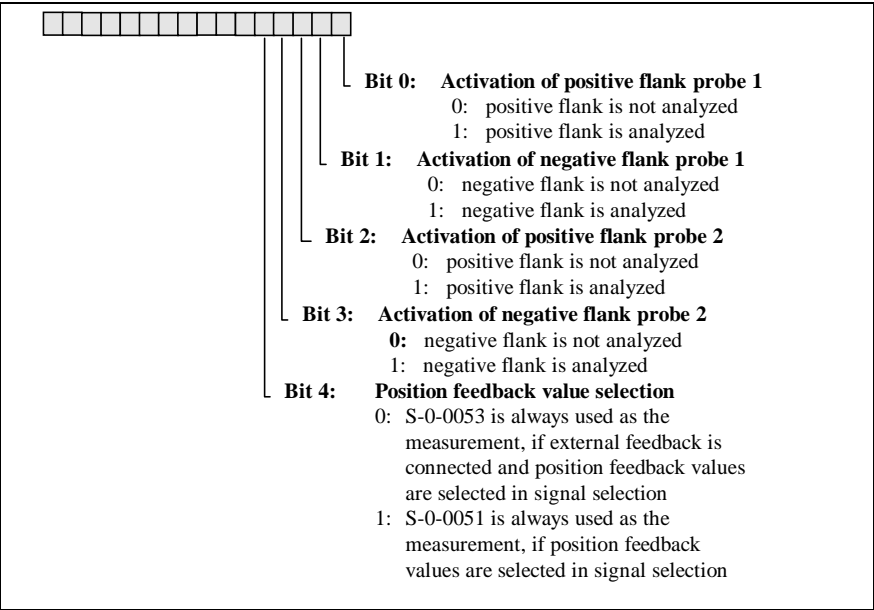 Bit 0: Activation of positive flank probe 1
0: positive flank is not analyzed
1: positive flank is analyzed
Bit 1: Activation of negative flank probe 1
0: negative flank is not analyzed
1: negative flank is analyzed
Bit 2: Activation of positive flank probe 2
0: positive flank is not analyzed
1: positive flank is analyzed
Bit 3: Activation of negative flank probe 2
0: negative flank is not analyzed
1: negative flank is analyzed
Bit 4: Position feedback value selection
0: S-0-0053 is always used as the
measurement, if external feedback is
connected and position feedback values
are selected in signal selection
1: S-0-0051 is always used as the
measurement, if position feedback
values are selected in signal selection